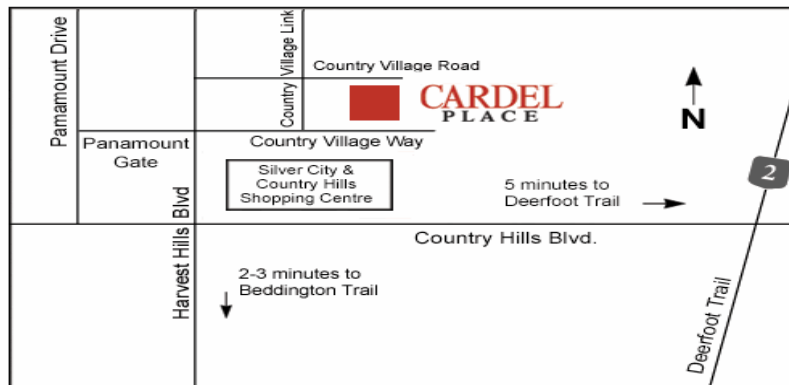 Pamamount Drive
Country Village Link
Country Village Road
CARDEL
PLACE
N
Panamount
Gate
Country Village Way
Silver City &
Country Hills
Shopping Centre
2
5 minutes to
Deerfoot Trail
Harvest Hills Blvd
Country Hills Blvd.
2-3 minutes to
Beddington Trail
Deerfoot Trail